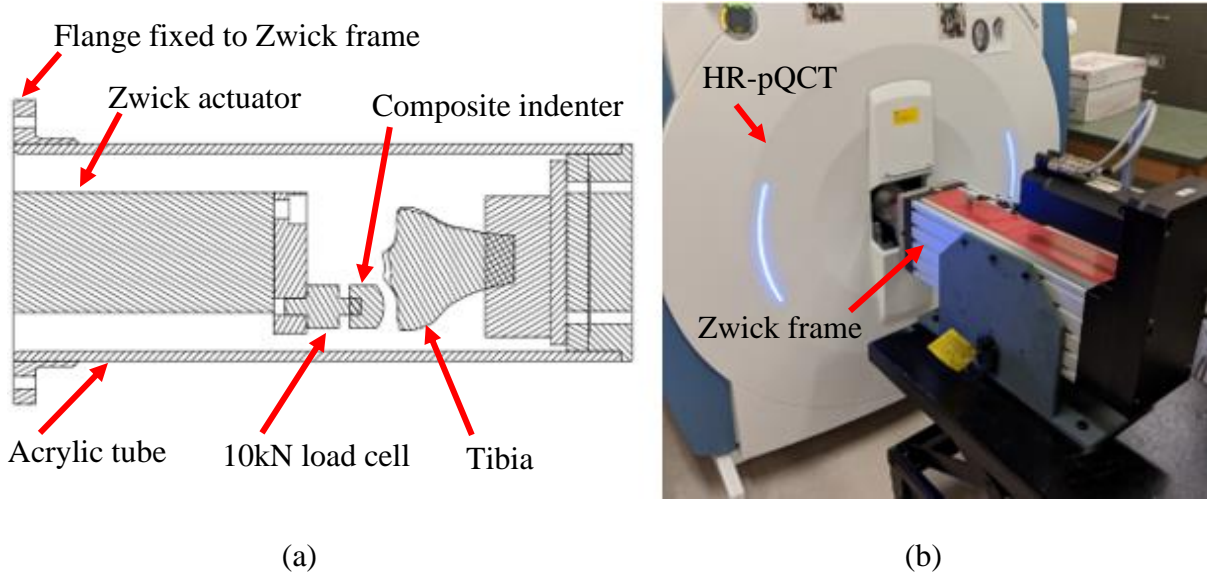 Flange fixed to Zwick frame
Zwick actuator
Composite indenter
Acrylic tube
10kN load cell
Tibia
(a)
HR-pQCT
Zwick frame
(b)